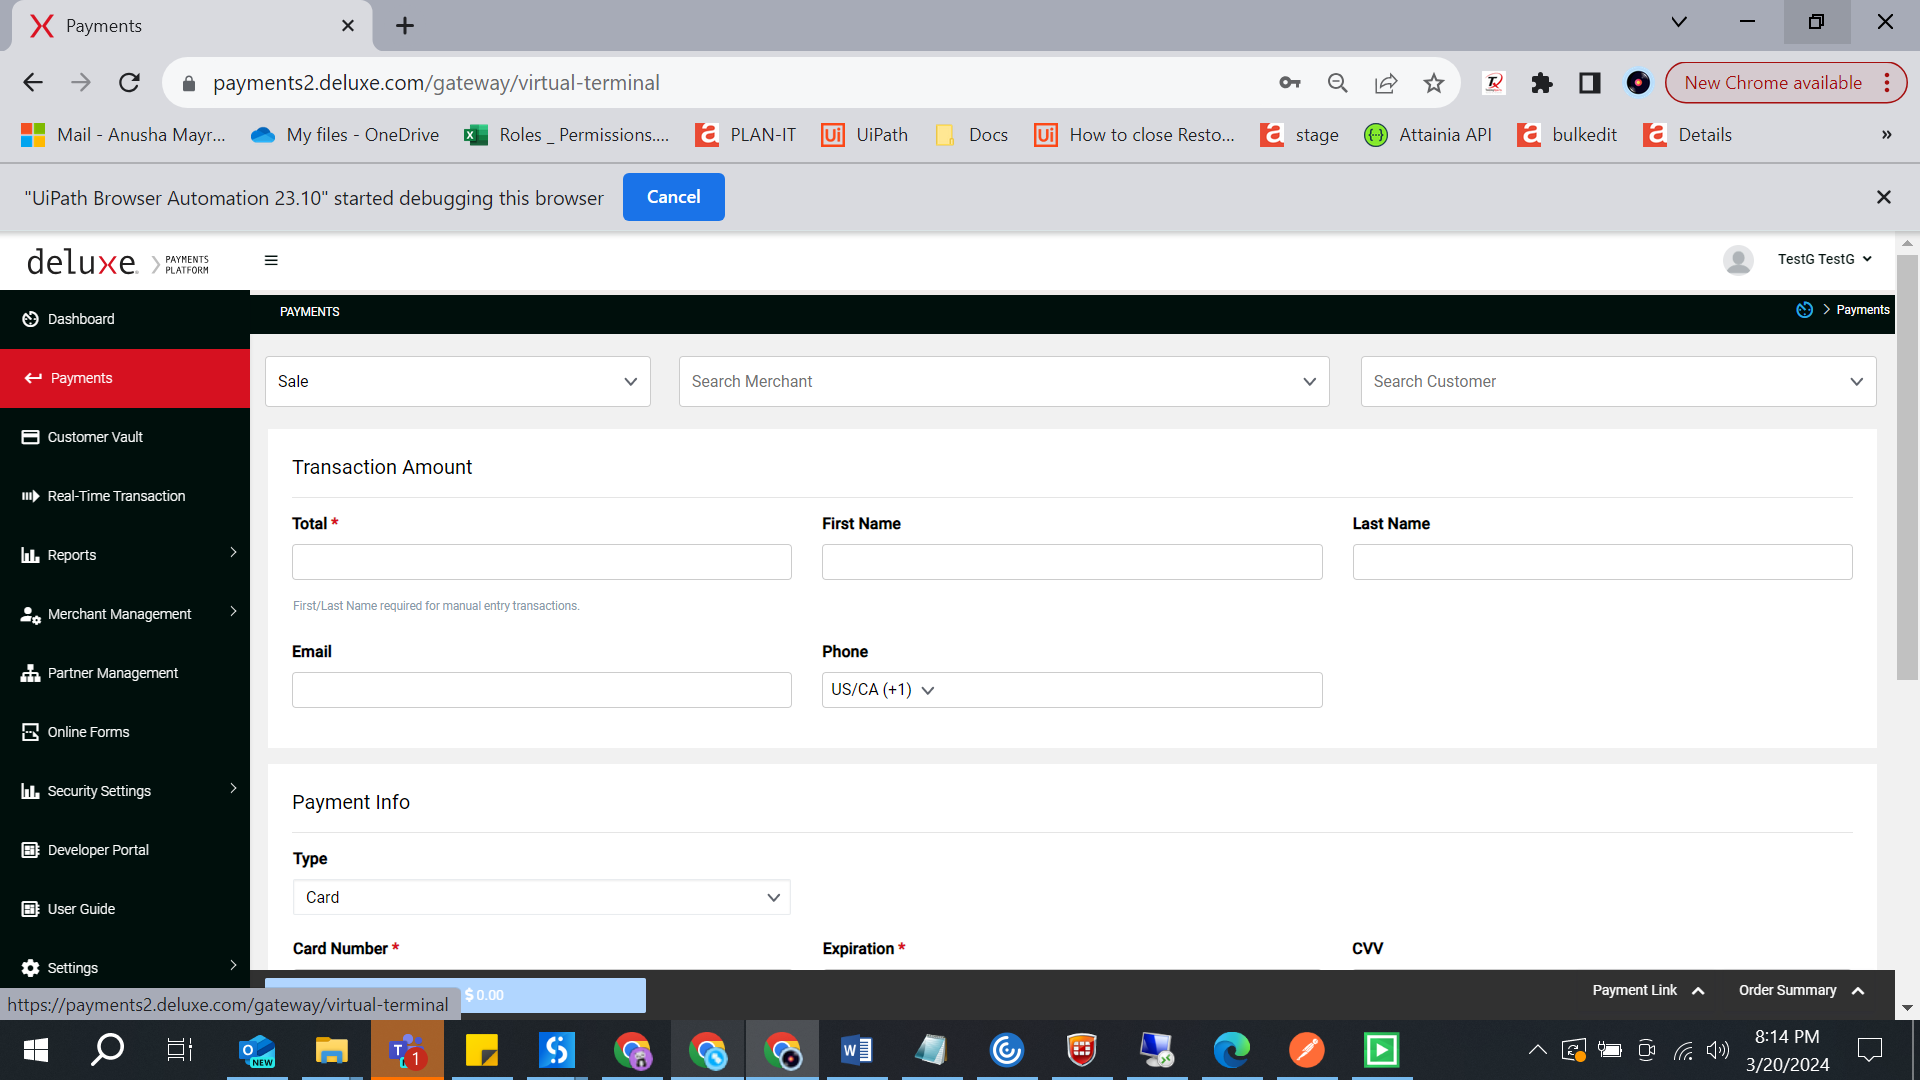 Payments
payments2.deluxe.com/gateway/virtual-terminal
New Chrome available
Mail - Anusha Mayr...
My files - OneDrive
Roles _ Permissions....
PLAN-IT
UiPath
Docs
How to close Resto...
stage
Attainia API
bulkedit
Details
»
"UiPath Browser Automation 23.10" started debugging this browser
Cancel
deluxe.
PAYMENTS
PLATFORM
TestG TestG
Dashboard
Payments
Customer Vault
Real-Time Transaction
Reports
Merchant Management
Partner Management
Online Forms
Security Settings
Developer Portal
User Guide
Settings
PAYMENTS
Payments
Sale
Search Merchant
Search Customer
Transaction Amount
Total *
First Name
Last Name
First/Last Name required for manual entry transactions.
Email
Phone
US/CA (+1)
Payment Info
Type
Card
Card Number *
Expiration *
CVV
$ 0.00
Payment Link
Order Summary
https://payments2.deluxe.com/gateway/virtual-terminal
NEW
1
8:14 PM
3/20/2024